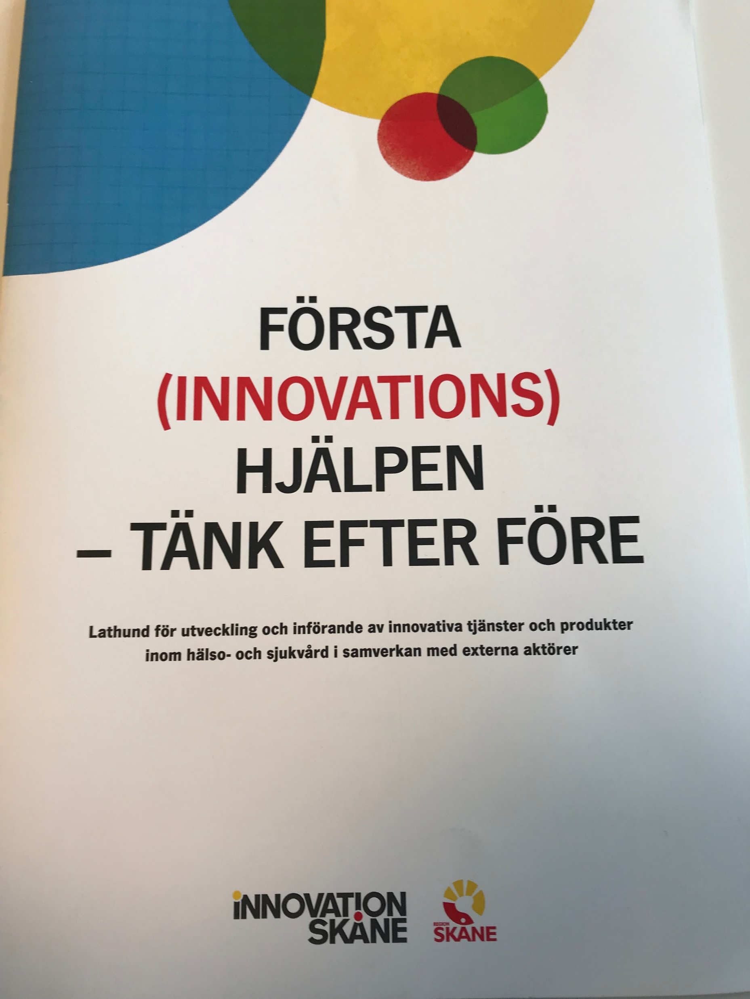 FÖRSTA
(INNOVATIONS)
HJÄLPEN
– TÄNK EFTER FÖRE
Lathund för utveckling och införande av innovativa tjänster och produkter
inom hälso- och sjukvård i samverkan med externa aktörer
iNNOVATION
SKÅNE
REGION
SKÅNE